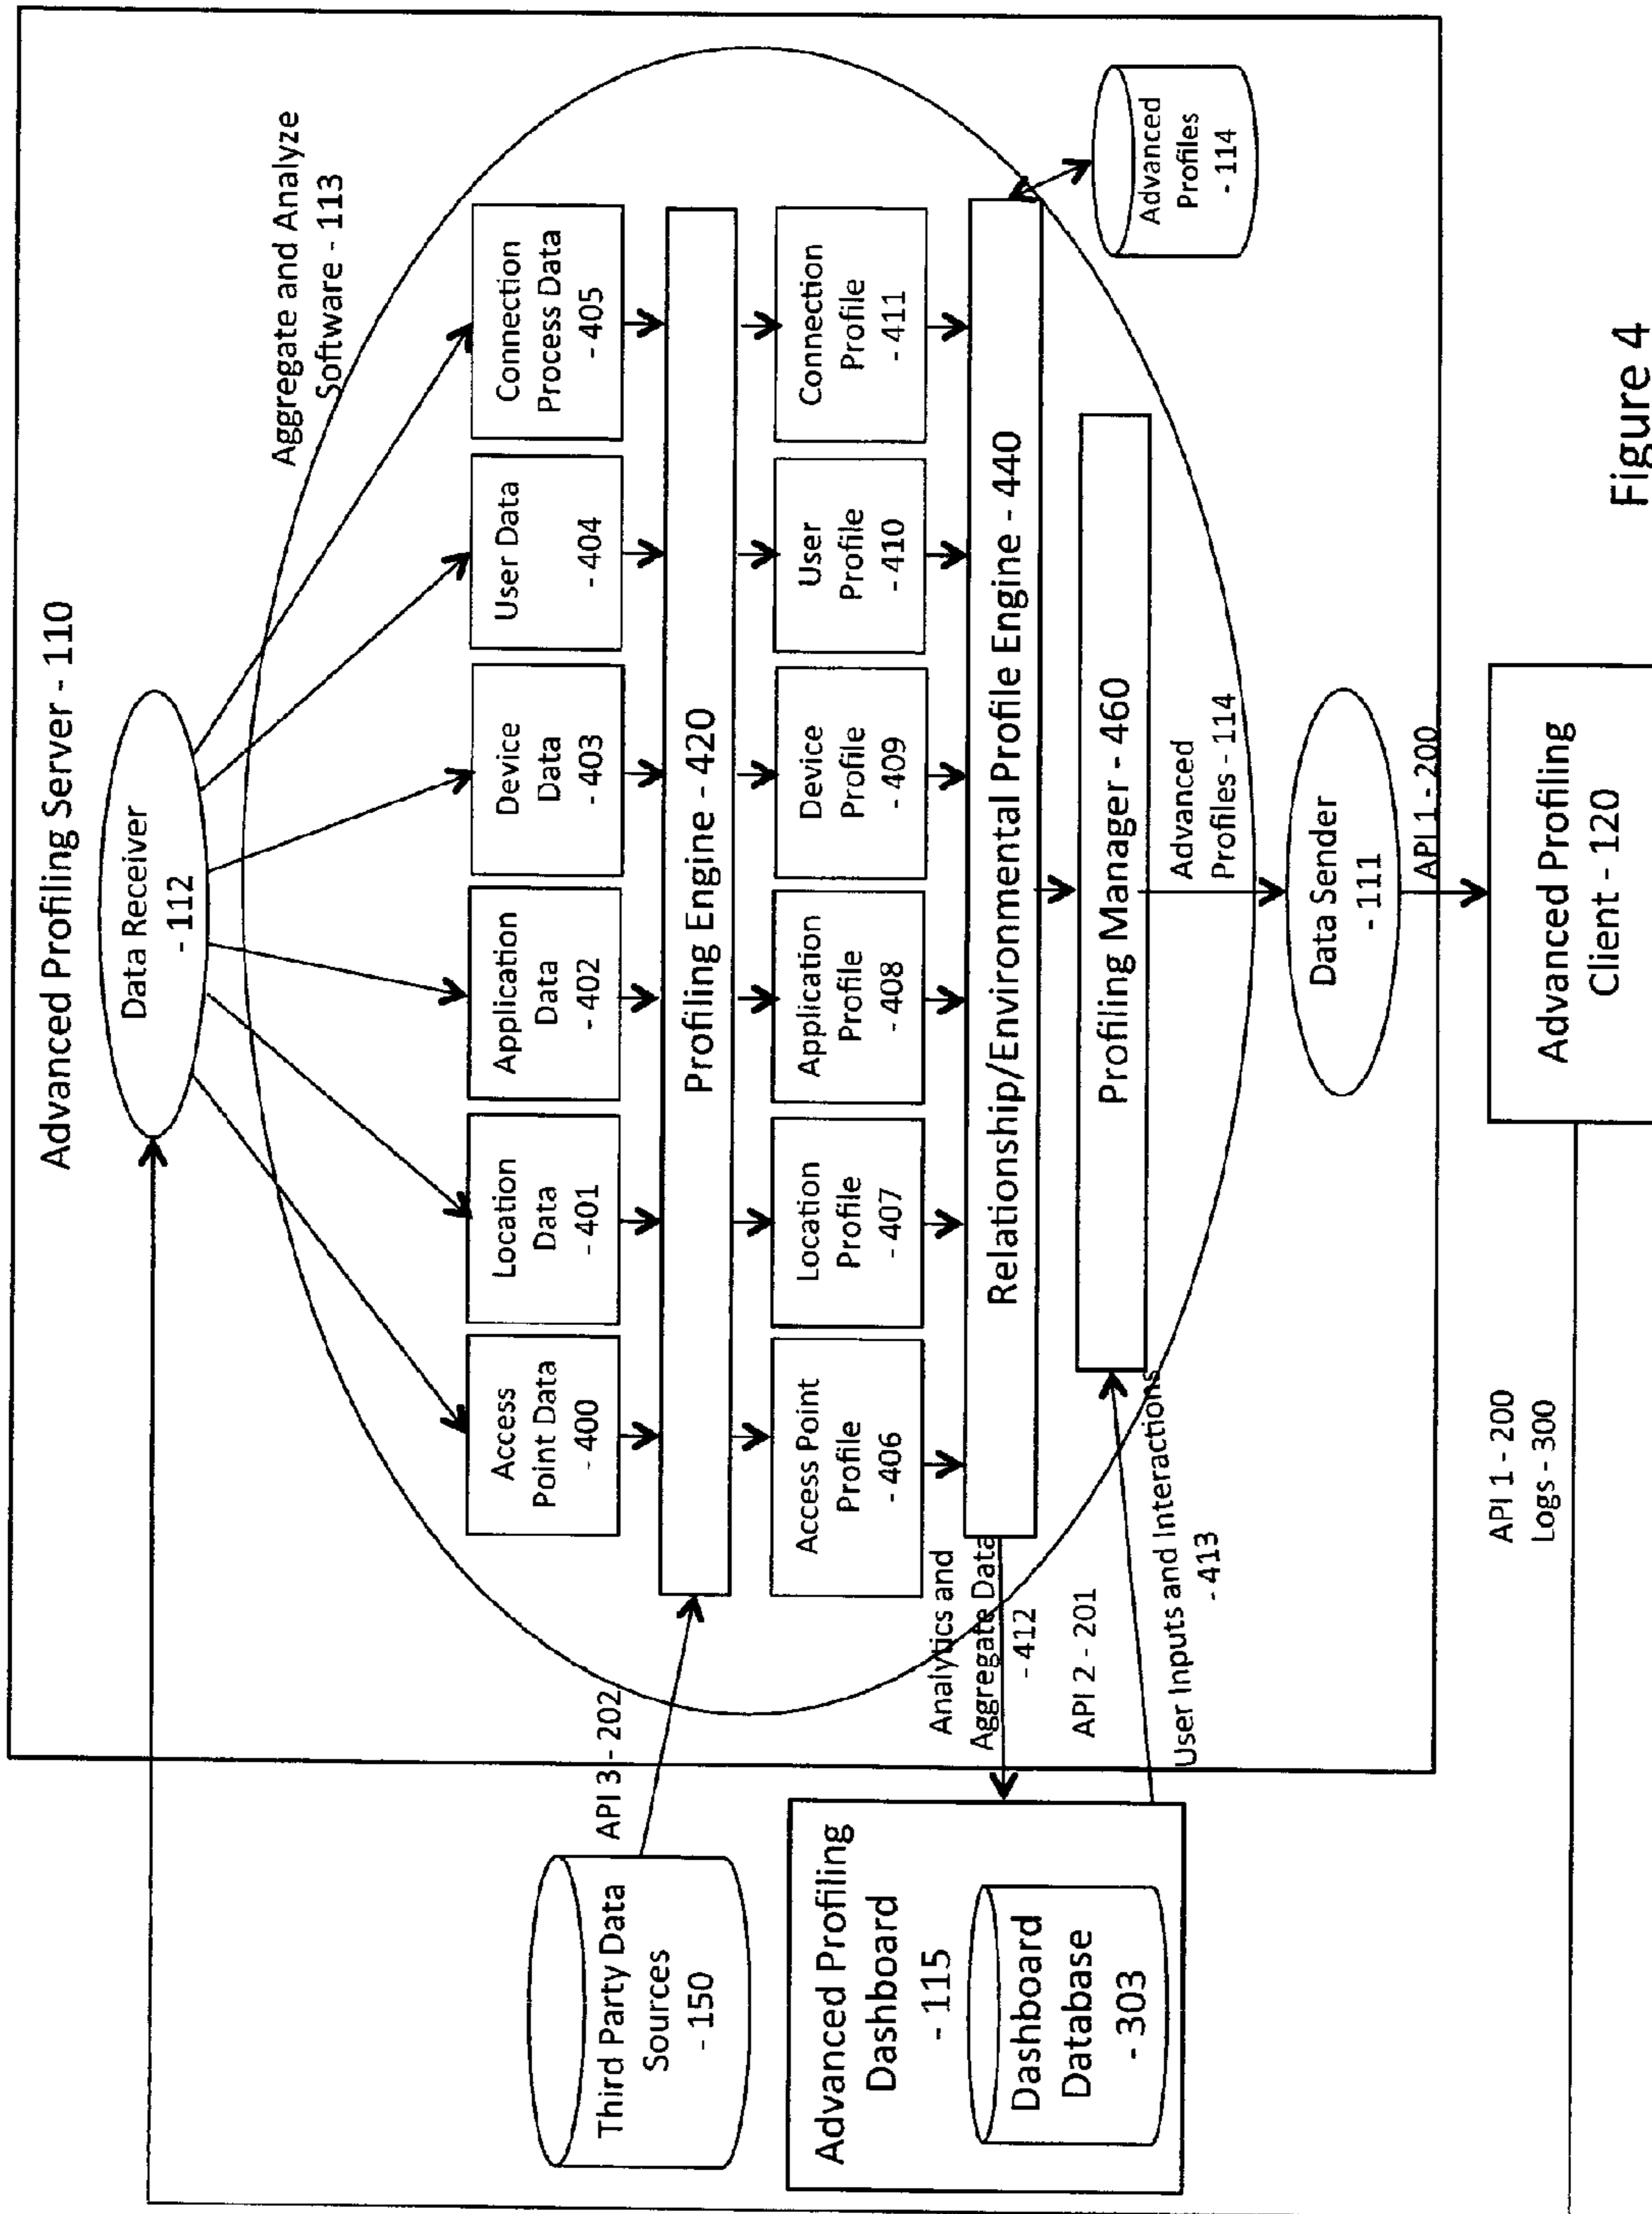 Advanced Profiling Server - 110
Data Receiver
- 112
Aggregate and Analyze
Software - 113
Access
Point Data
- 400
Location
Data
- 401
Application
Data
- 402
Device
Data
- 403
User Data
- 404
Connection
Process Data
- 405
Third Party Data
Sources
- 150
API 3 - 202
Profiling Engine - 420
Access Point
Profile
- 406
Location
Profile
- 407
Application
Profile
- 408
Device
Profile
- 409
User
Profile
- 410
Connection
Profile
- 411
Advanced Profiling
Dashboard
- 115
Dashboard
Database
- 303
Analytics and
Aggregate Data
- 412
Relationship/Environmental Profile Engine - 440
Advanced
Profiles
- 114
API 2 - 201
User Inputs and Interactions
- 413
Profiling Manager - 460
Advanced
Profiles - 114
Data Sender
- 111
API 1 - 200
API 1 - 200
Logs - 300
Advanced Profiling
Client - 120
Figure 4